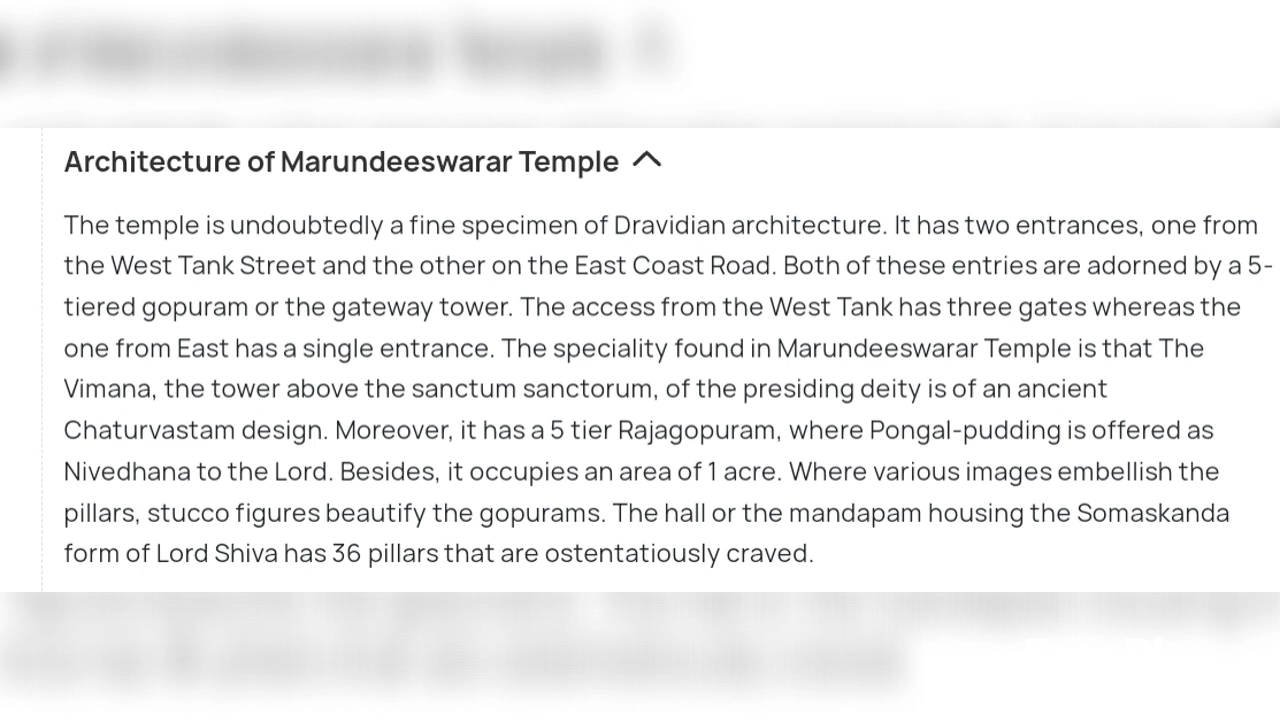 Architecture of Marundeeswarar Temple
The temple is undoubtedly a fine specimen of Dravidian architecture. It has two entrances, one from
the West Tank Street and the other on the East Coast Road. Both of these entries are adorned by a 5-
tiered gopuram or the gateway tower. The access from the West Tank has three gates whereas the
one from East has a single entrance. The speciality found in Marundeeswarar Temple is that The
Vimana, the tower above the sanctum sanctorum, of the presiding deity is of an ancient
Chaturvastam design. Moreover, it has a 5 tier Rajagopuram, where Pongal-pudding is offered as
Nivedhana to the Lord. Besides, it occupies an area of 1 acre. Where various images embellish the
pillars, stucco figures beautify the gopurams. The hall or the mandapam housing the Somaskanda
form of Lord Shiva has 36 pillars that are ostentatiously craved.